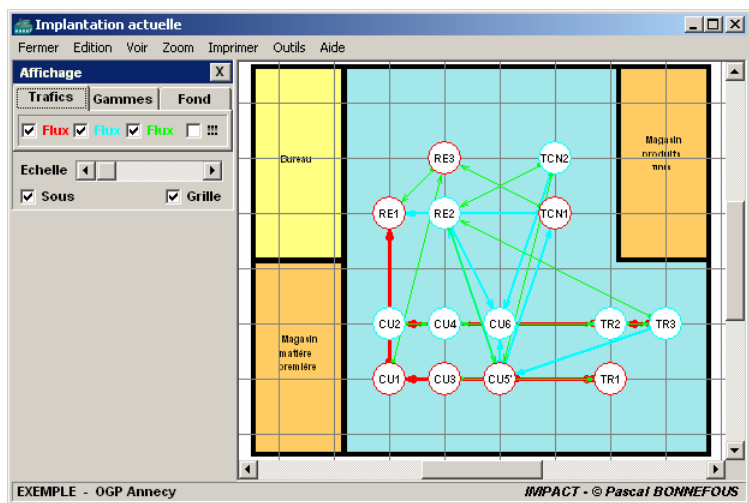 Implantation actuelle
Fermer Edition Voir Zoom Imprimer Outils Aide
Affichage X
Trafics Gammes Fond
Flux Flux Flux !!!
Echelle
Sous Grille
Bureau
Magasin
produits
finis
Magasin
matière
première
RE3 TCN2
RE1 RE2 TCN1
CU2 CU4 CU6 TR2 TR3
CU1 CU3 CU5' TR1
EXEMPLE - OGP Annecy IMPACT - © Pascal BONNEFOUS